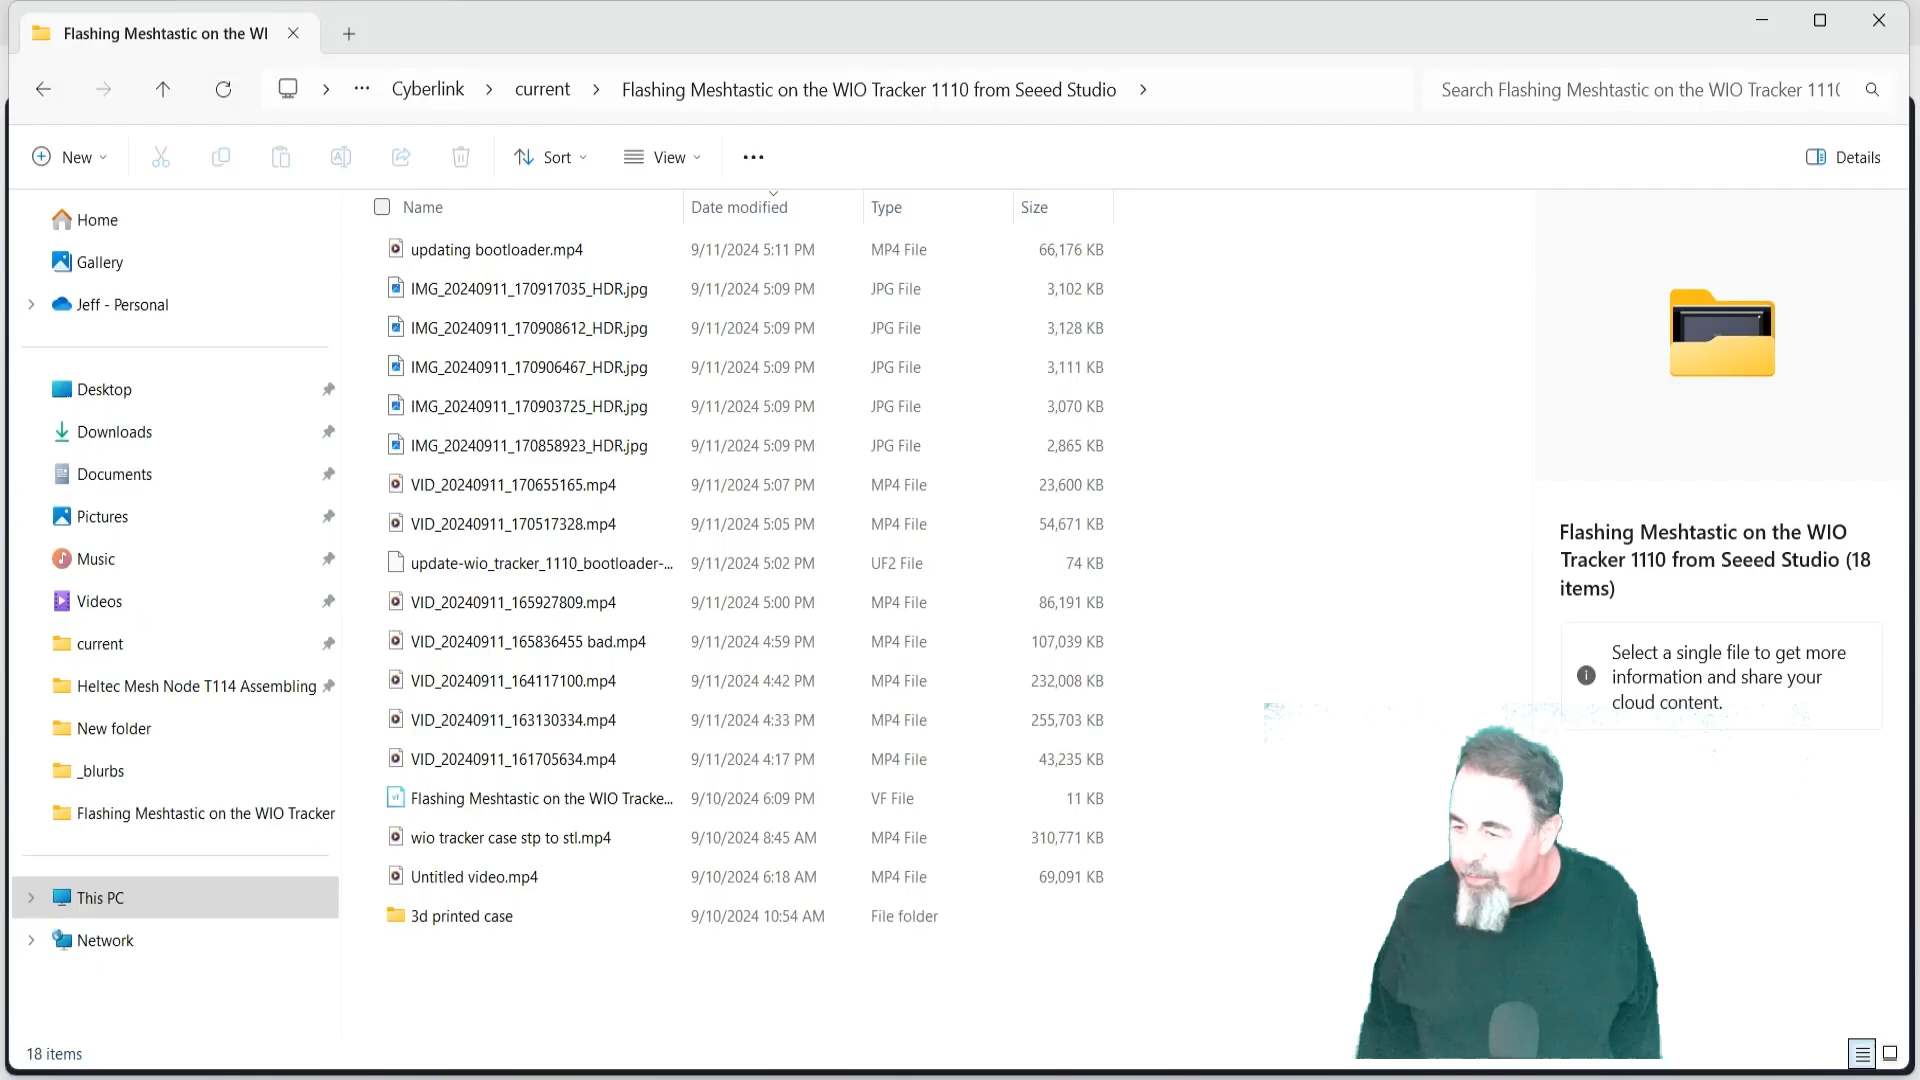 Flashing Meshtastic on the WI
Cyberlink current Flashing Meshtastic on the WIO Tracker 1110 from Seeed Studio
Search Flashing Meshtastic on the WIO Tracker 111(
New Sort View ... Details
Home
Gallery
Jeff - Personal
Desktop
Downloads
Documents
Pictures
Music
Videos
current
Heltec Mesh Node T114 Assembling
New folder
_blurbs
Flashing Meshtastic on the WIO Tracker
This PC
Network
Name Date modified Type Size
updating bootloader.mp4 9/11/2024 5:11 PM MP4 File 66,176 KB
IMG_20240911_170917035_HDR.jpg 9/11/2024 5:09 PM JPG File 3,102 KB
IMG_20240911_170908612_HDR.jpg 9/11/2024 5:09 PM JPG File 3,128 KB
IMG_20240911_170906467_HDR.jpg 9/11/2024 5:09 PM JPG File 3,111 KB
IMG_20240911_170903725_HDR.jpg 9/11/2024 5:09 PM JPG File 3,070 KB
IMG_20240911_170858923_HDR.jpg 9/11/2024 5:09 PM JPG File 2,865 KB
VID_20240911_170655165.mp4 9/11/2024 5:07 PM MP4 File 23,600 KB
VID_20240911_170517328.mp4 9/11/2024 5:05 PM MP4 File 54,671 KB
update-wio_tracker_1110_bootloader-... 9/11/2024 5:02 PM UF2 File 74 KB
VID_20240911_165927809.mp4 9/11/2024 5:00 PM MP4 File 86,191 KB
VID_20240911_165836455 bad.mp4 9/11/2024 4:59 PM MP4 File 107,039 KB
VID_20240911_164117100.mp4 9/11/2024 4:42 PM MP4 File 232,008 KB
VID_20240911_163130334.mp4 9/11/2024 4:33 PM MP4 File 255,703 KB
VID_20240911_161705634.mp4 9/11/2024 4:17 PM MP4 File 43,235 KB
Flashing Meshtastic on the WIO Tracke... 9/10/2024 6:09 PM VF File 11 KB
wio tracker case stp to stl.mp4 9/10/2024 8:45 AM MP4 File 310,771 KB
Untitled video.mp4 9/10/2024 6:18 AM MP4 File 69,091 KB
3d printed case 9/10/2024 10:54 AM File folder
Flashing Meshtastic on the WIO
Tracker 1110 from Seeed Studio (18
items)
Select a single file to get more
information and share your
cloud content.
18 items